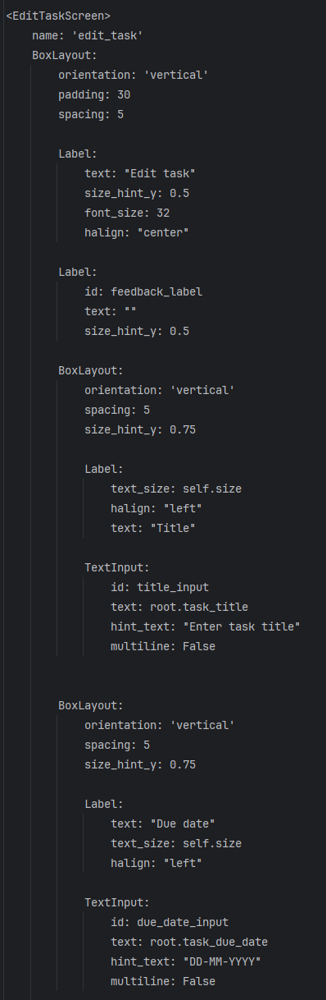 <EditTaskScreen>
    name: 'edit_task'
    BoxLayout:
        orientation: 'vertical'
        padding: 30
        spacing: 5

        Label:
            text: "Edit task"
            size_hint_y: 0.5
            font_size: 32
            halign: "center"

        Label:
            id: feedback_label
            text: ""
            size_hint_y: 0.5

        BoxLayout:
            orientation: 'vertical'
            spacing: 5
            size_hint_y: 0.75

            Label:
                text_size: self.size
                halign: "left"
                text: "Title"

            TextInput:
                id: title_input
                text: root.task_title
                hint_text: "Enter task title"
                multiline: False


        BoxLayout:
            orientation: 'vertical'
            spacing: 5
            size_hint_y: 0.75

            Label:
                text: "Due date"
                text_size: self.size
                halign: "left"

            TextInput:
                id: due_date_input
                text: root.task_due_date
                hint_text: "DD-MM-YYYY"
                multiline: False